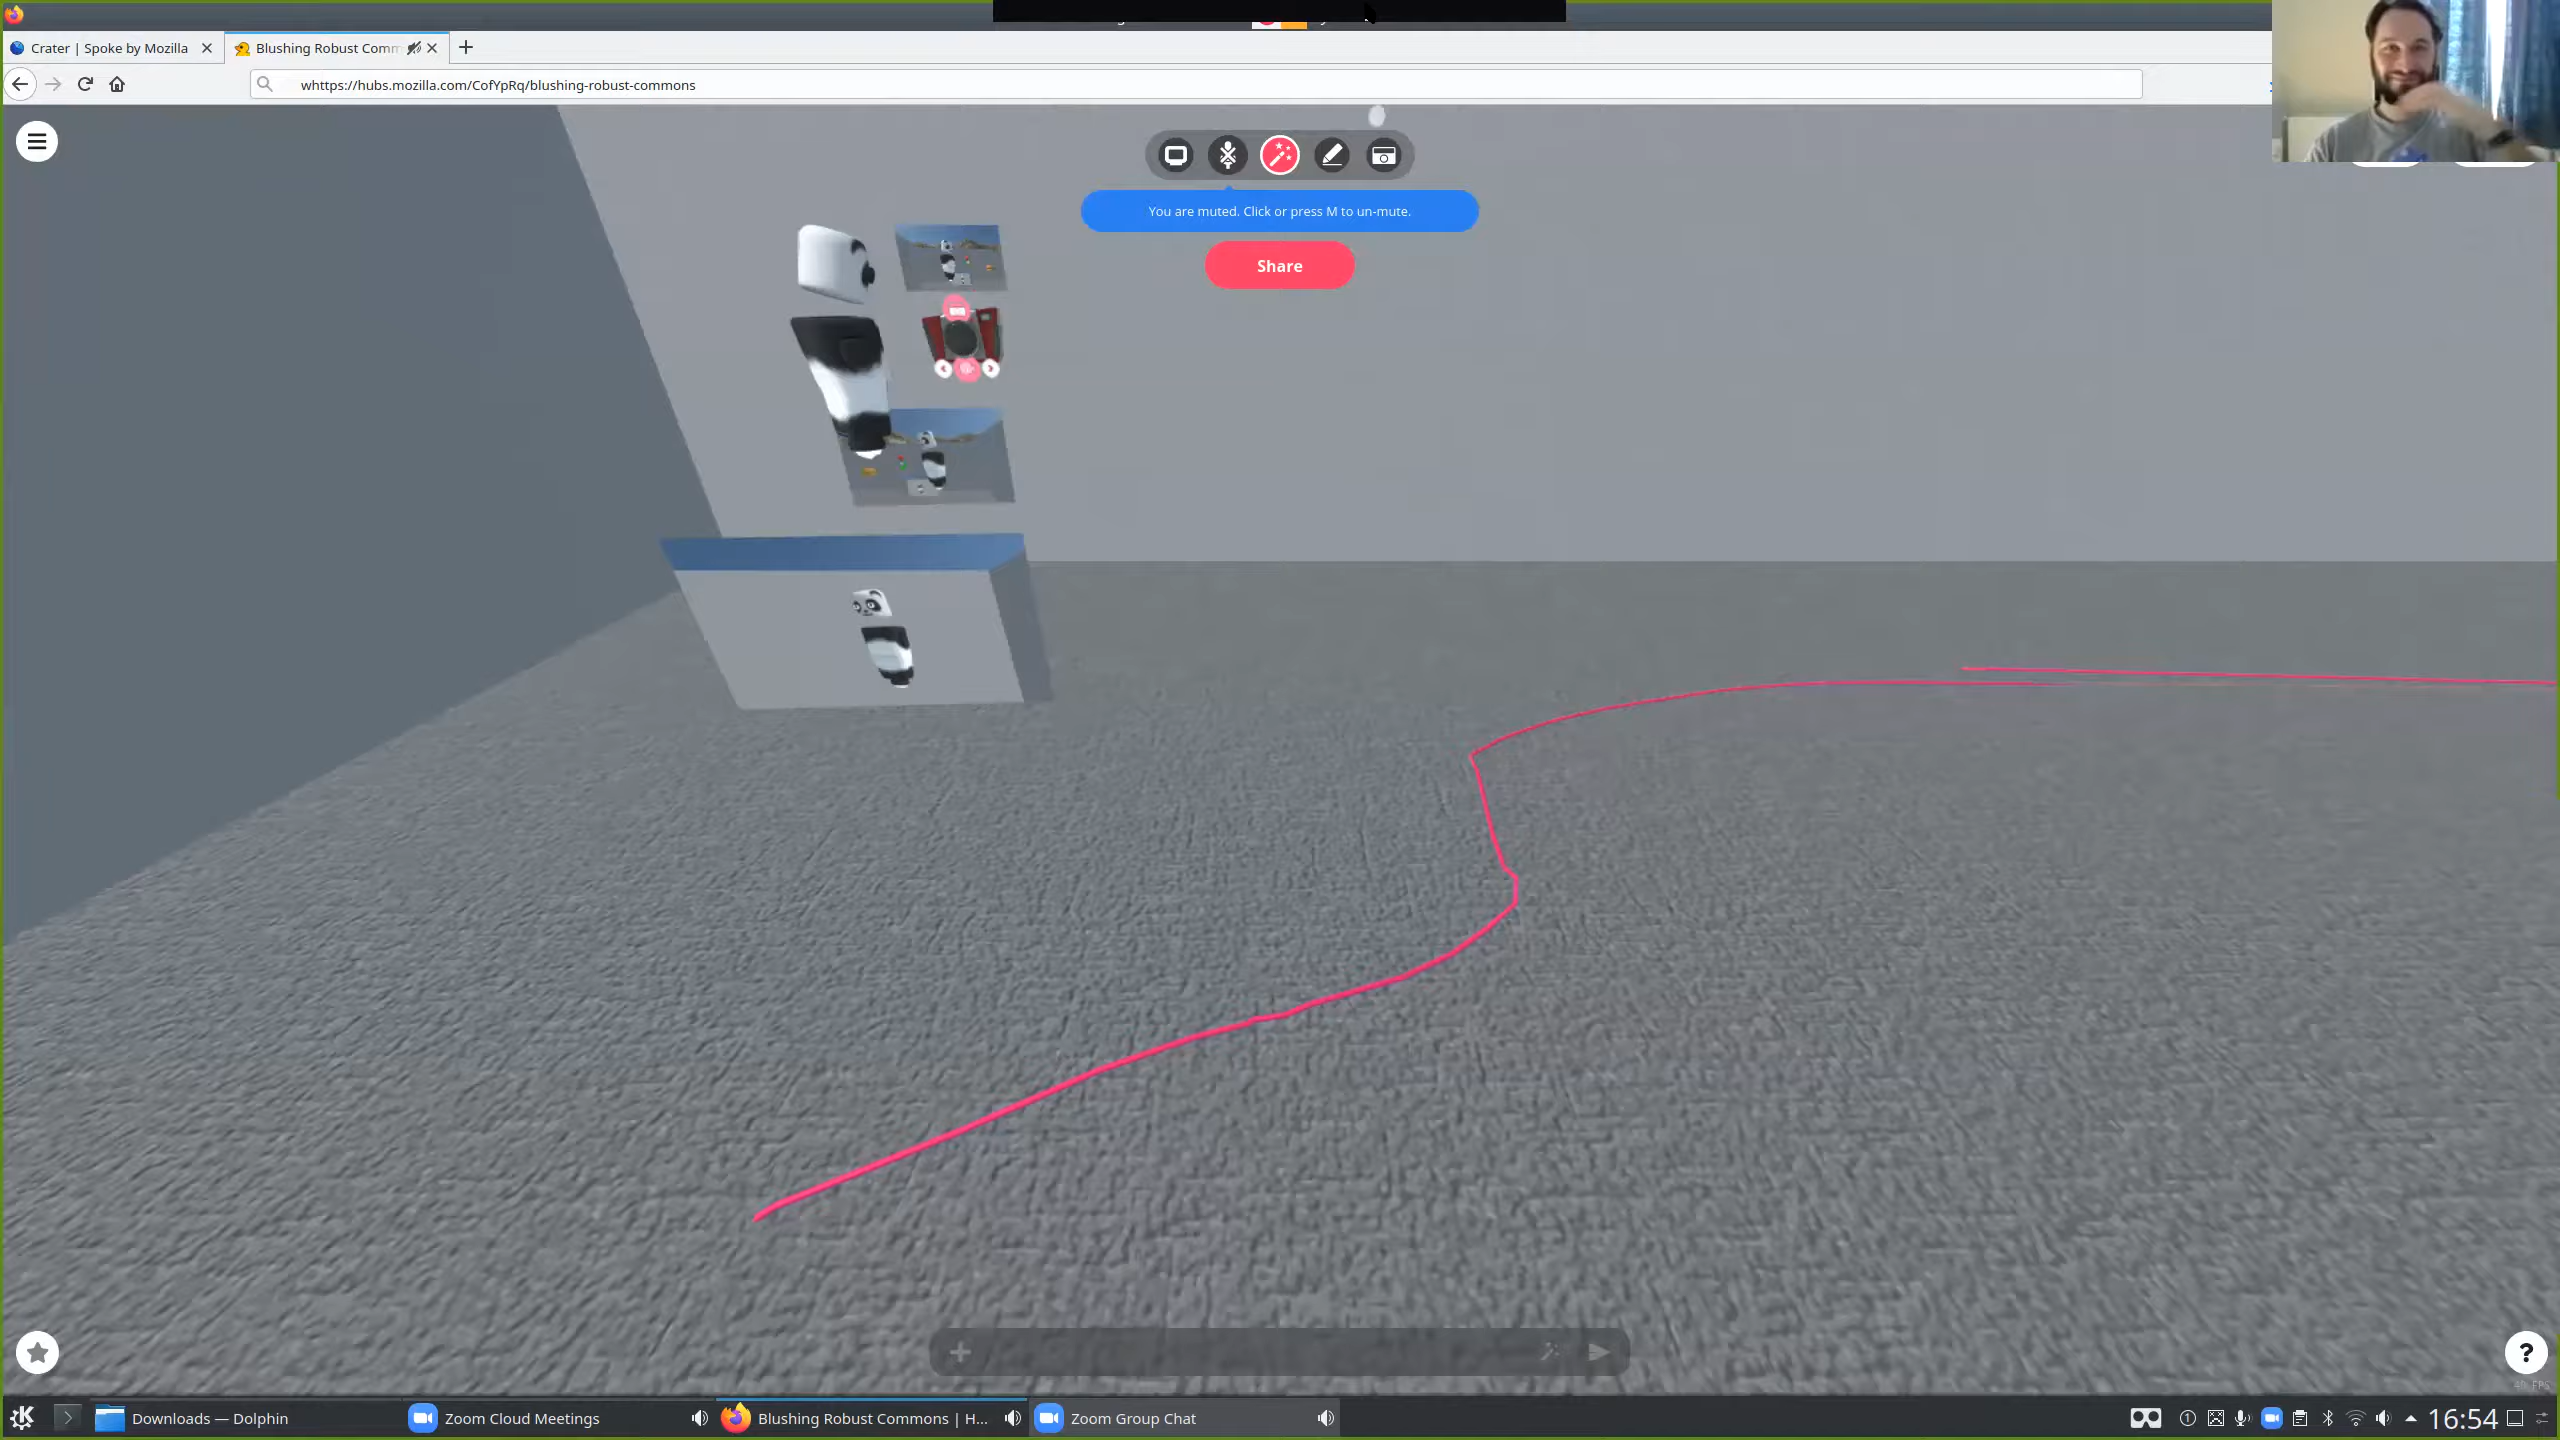 Crater | Spoke by Mozilla
Blushing Robust Comm
whttps://hubs.mozilla.com/CofYpRq/blushing-robust-commons
You are muted. Click or press M to un-mute.
Share
?
40 FPS
Downloads — Dolphin
Zoom Cloud Meetings
Blushing Robust Commons | H...
Zoom Group Chat
16:54